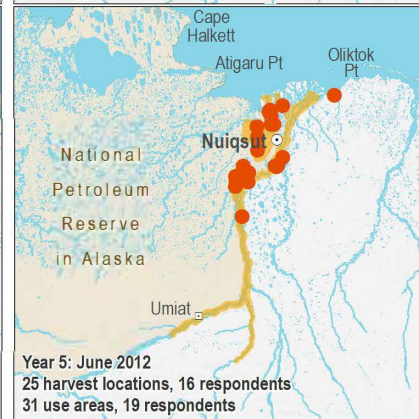 Cape
Halkett
Atigaru Pt
Oliktok
Pt
Nuiqsut
National
Petroleum
Reserve
in Alaska
Umiat
Year 5: June 2012
25 harvest locations, 16 respondents
31 use areas, 19 respondents